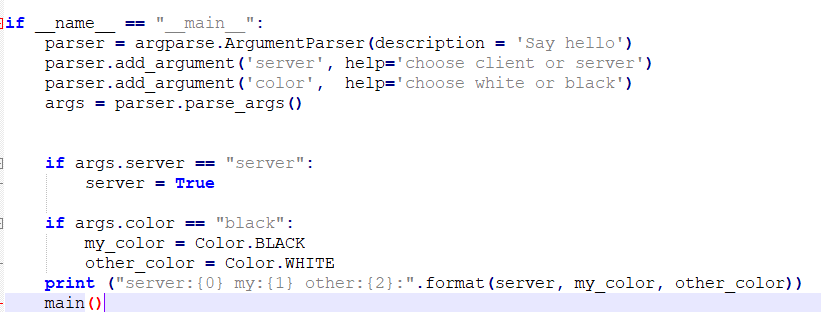 if __name__ == "__main__":
    parser = argparse.ArgumentParser(description = 'Say hello')
    parser.add_argument('server', help='choose client or server')
    parser.add_argument('color',  help='choose white or black')
    args = parser.parse_args()
    if args.server == "server":
        server = True
    if args.color == "black":
        my_color = Color.BLACK
        other_color = Color.WHITE
    print ("server:{0} my:{1} other:{2}:".format(server, my_color, other_color))
    main()